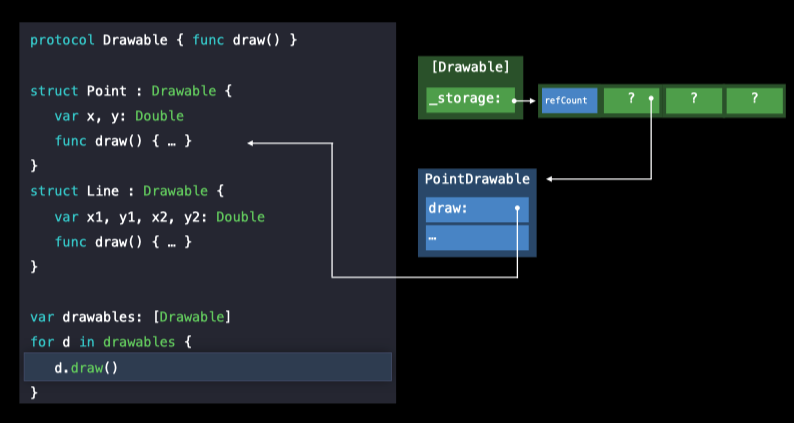 protocol Drawable { func draw() }
struct Point : Drawable {
var x, y: Double
func draw() { … }
}
struct Line : Drawable {
var x1, y1, x2, y2: Double
func draw() { … }
}
var drawables: [Drawable]
for d in drawables {
d.draw()
}
[Drawable]
_storage:
refCount
?
?
?
PointDrawable
draw:
…